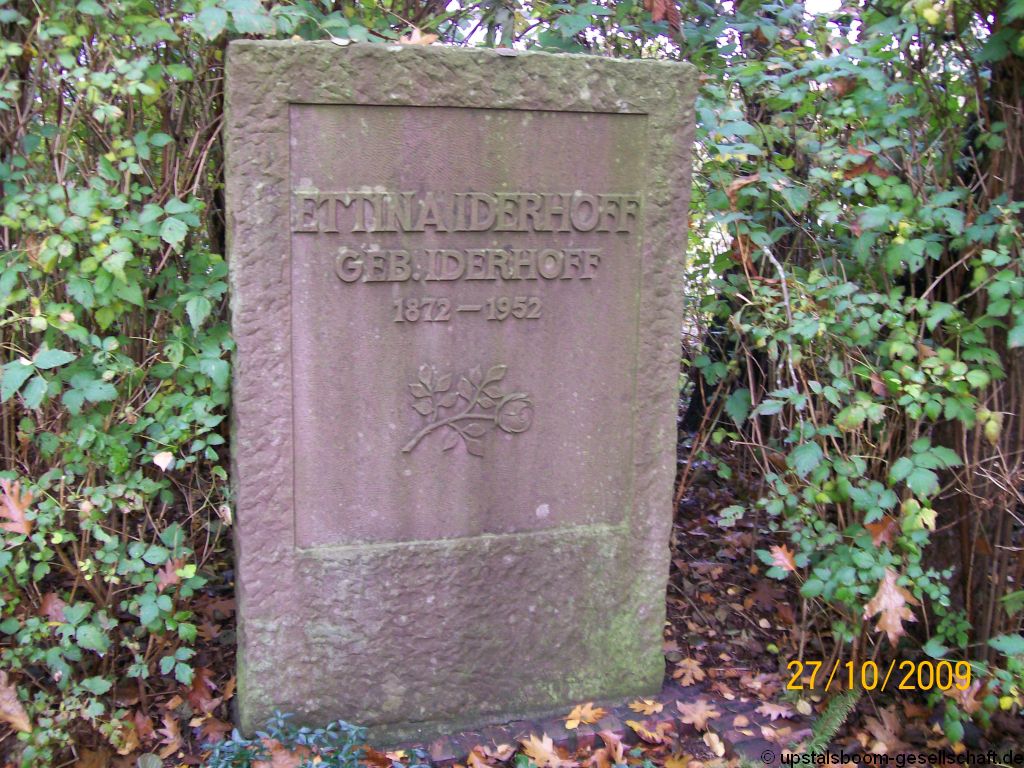 ETTINA IDERHOFF
GEB. IDERHOFF
1872 – 1952
27/10/2009
© upstalsboom-gesellschaft.de